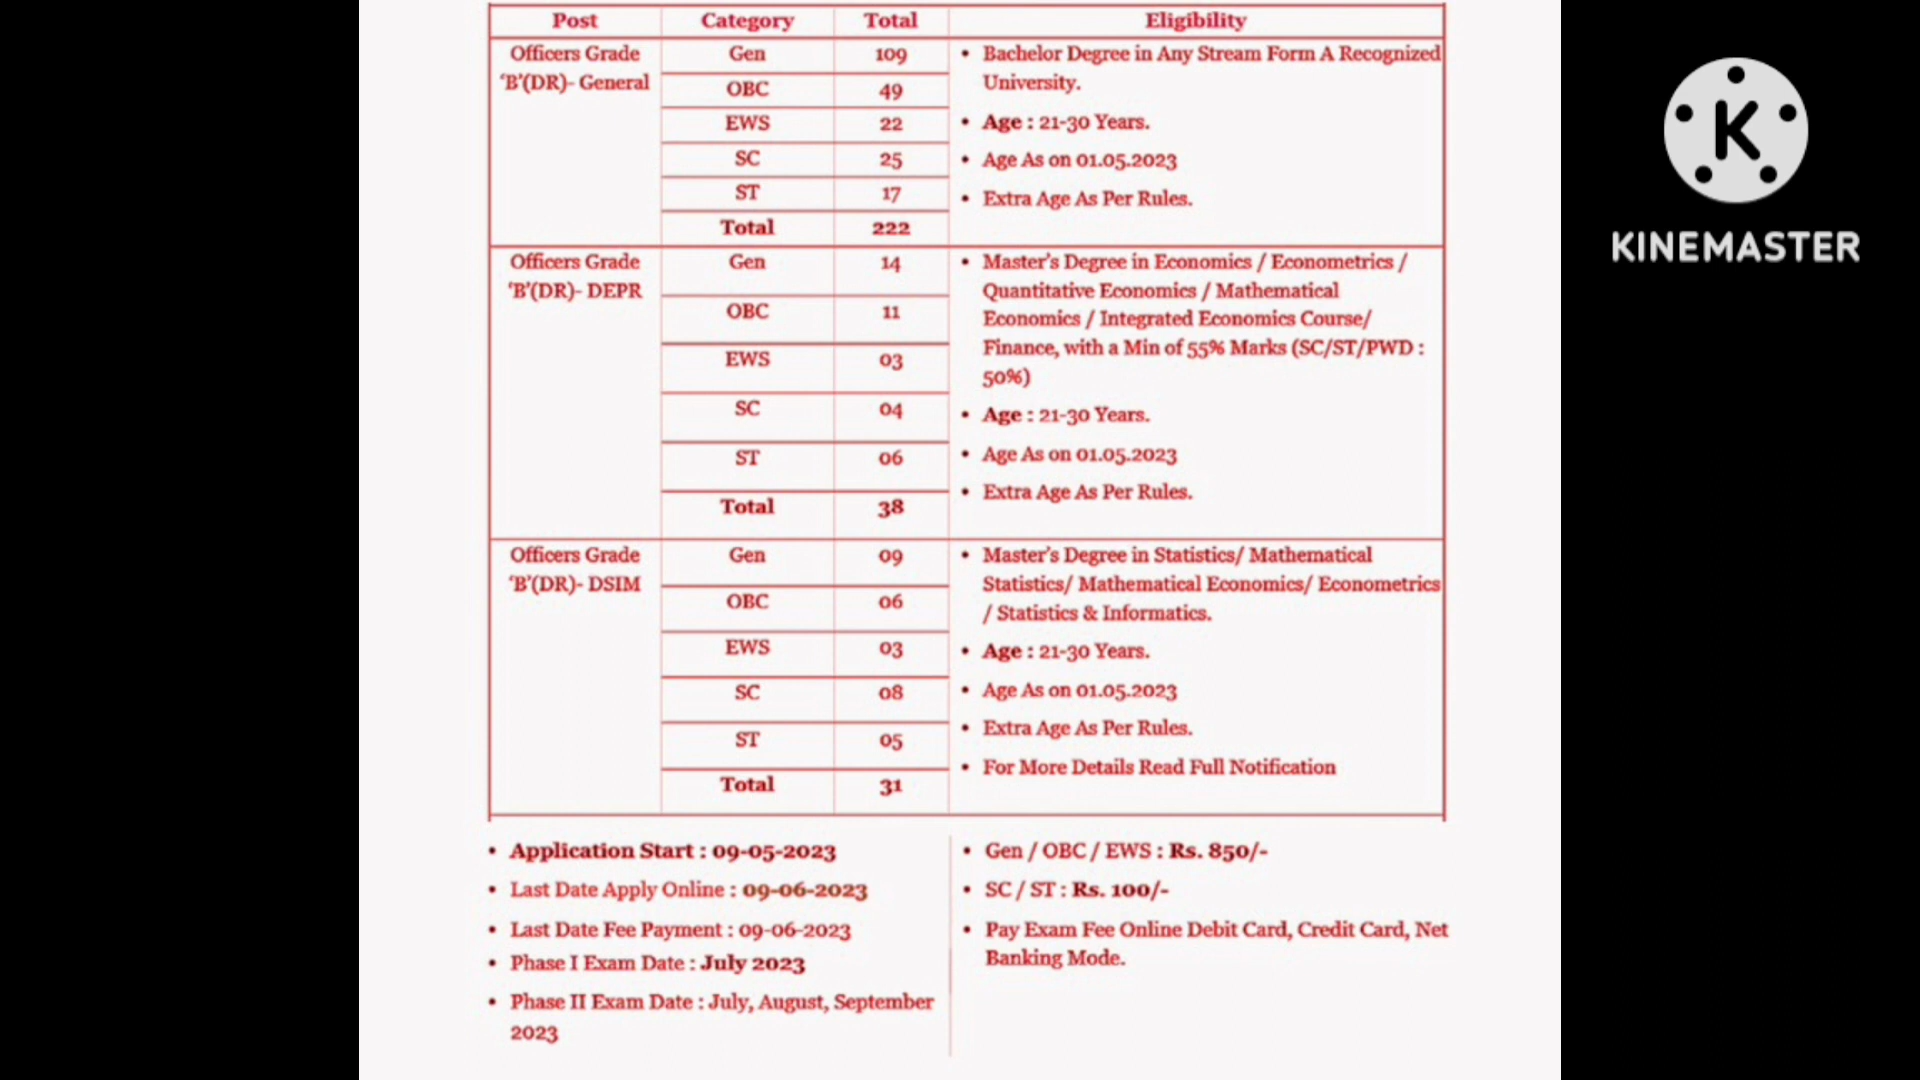 Post Category Total Eligibility
Officers Grade
'B'(DR)- General
Gen 109
OBC 49
EWS 22
SC 25
ST 17
Total 222
• Bachelor Degree in Any Stream Form A Recognized
University.
• Age : 21-30 Years.
• Age As on 01.05.2023
• Extra Age As Per Rules.
Officers Grade
'B'(DR)- DEPR
Gen 14
OBC 11
EWS 03
SC 04
ST 06
Total 38
• Master's Degree in Economics / Econometrics /
Quantitative Economics / Mathematical
Economics / Integrated Economics Course/
Finance, with a Min of 55% Marks (SC/ST/PWD :
50%)
• Age : 21-30 Years.
• Age As on 01.05.2023
• Extra Age As Per Rules.
Officers Grade
'B'(DR)- DSIM
Gen 09
OBC 06
EWS 03
SC 08
ST 05
Total 31
• Master's Degree in Statistics/ Mathematical
Statistics/ Mathematical Economics/ Econometrics
/ Statistics & Informatics.
• Age : 21-30 Years.
• Age As on 01.05.2023
• Extra Age As Per Rules.
• For More Details Read Full Notification
• Application Start : 09-05-2023
• Last Date Apply Online : 09-06-2023
• Last Date Fee Payment : 09-06-2023
• Phase I Exam Date : July 2023
• Phase II Exam Date : July, August, September
2023
• Gen / OBC / EWS : Rs. 850/-
• SC / ST : Rs. 100/-
• Pay Exam Fee Online Debit Card, Credit Card, Net
Banking Mode.
K
KINEMASTER